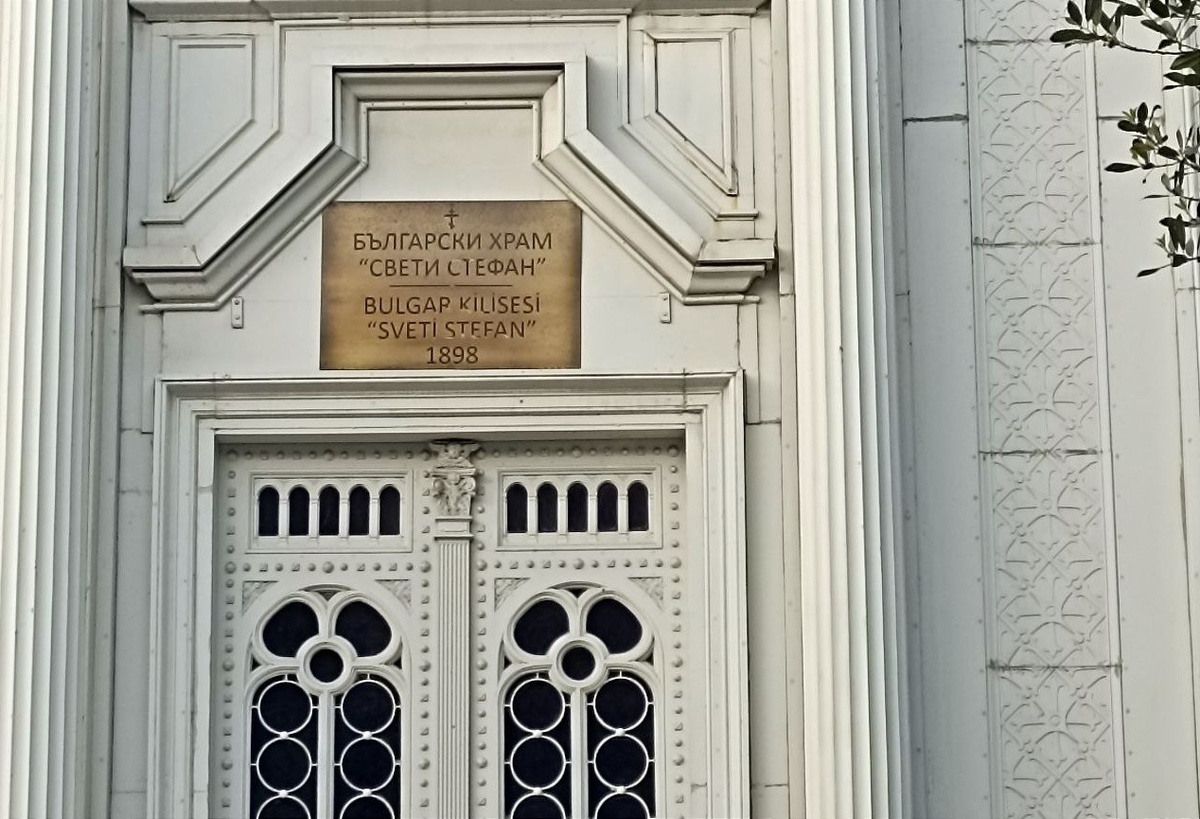 БЪЛГАРСКИ ХРАМ
“СВЕТИ СТЕФАН”
BULGAR KİLİSESİ
“SVETİ STEFAN”
1898